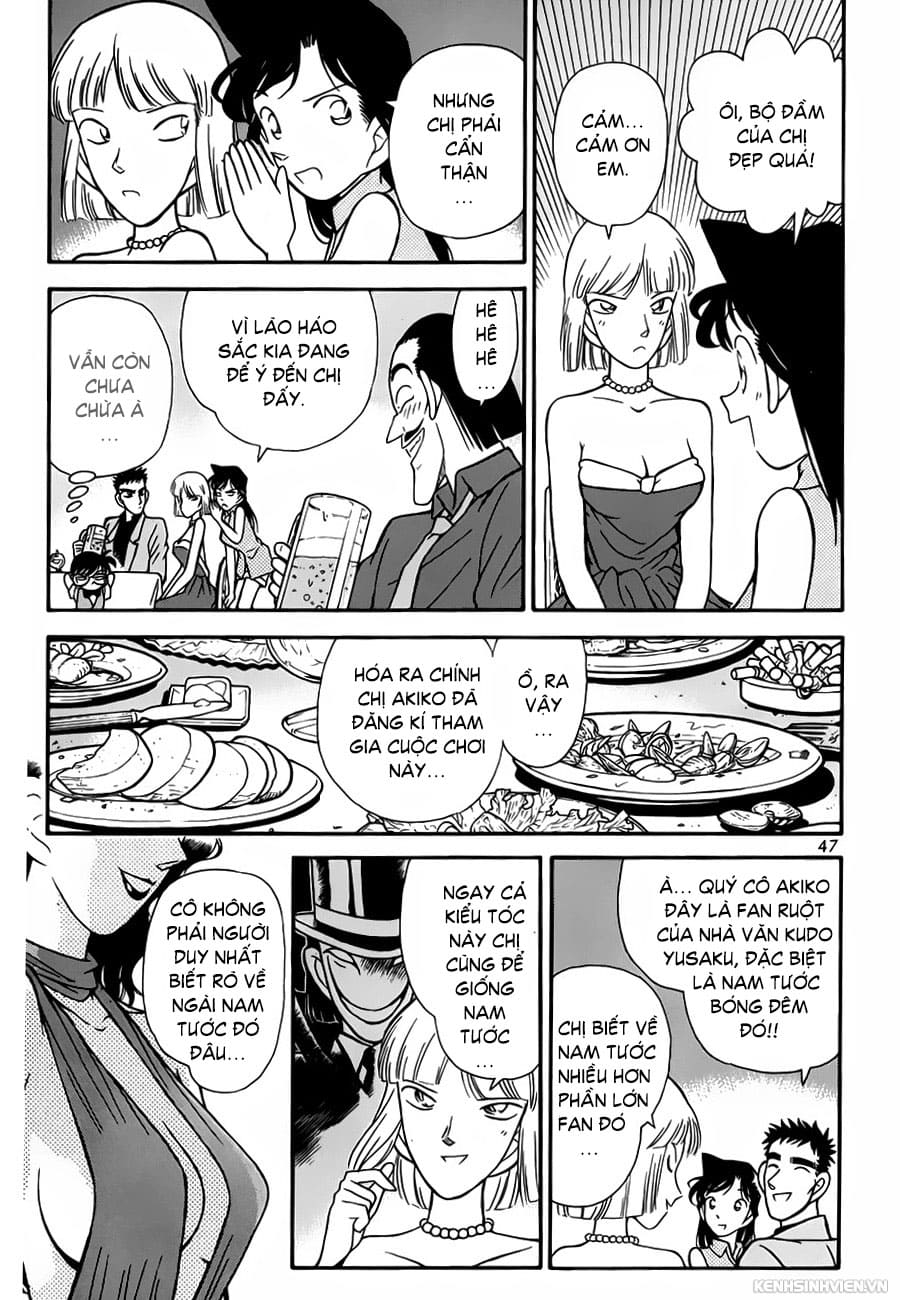 ÔI, BỘ ĐẦM
CỦA CHỊ
ĐẸP QUÁ!
CẢM...
CẢM ƠN
EM.
NHƯNG
CHỊ PHẢI
CẨN
THẬN
...
HÊ
HÊ
HÊ
...
VÌ LÃO HÁO
SẮC KIA ĐANG
ĐỂ Ý ĐẾN CHỊ
ĐẤY.
VẪN CÒN
CHƯA
CHỪA À
...
Ồ, RA
VẬY
...
HÓA RA CHÍNH
CHỊ AKIKO ĐÃ
ĐĂNG KÍ THAM
GIA CUỘC CHƠI
NÀY...
47
À... QUÝ CÔ AKIKO
ĐÂY LÀ FAN RUỘT
CỦA NHÀ VĂN KUDO
YUSAKU, ĐẶC BIỆT
LÀ NAM TƯỚC
BÓNG ĐÊM
ĐÓ!!
CHỊ BIẾT VỀ
NAM TƯỚC
NHIỀU HƠN
PHẦN LỚN
FAN ĐÓ
...
NGAY CẢ
KIỂU TÓC
NÀY CHỊ
CŨNG ĐỂ
GIỐNG
NAM
TƯỚC
...
CÔ KHÔNG
PHẢI NGƯỜI
DUY NHẤT
BIẾT RÕ VỀ
NGÀI NAM
TƯỚC ĐÓ
ĐÂU...
KENHSINHVIEN.VN